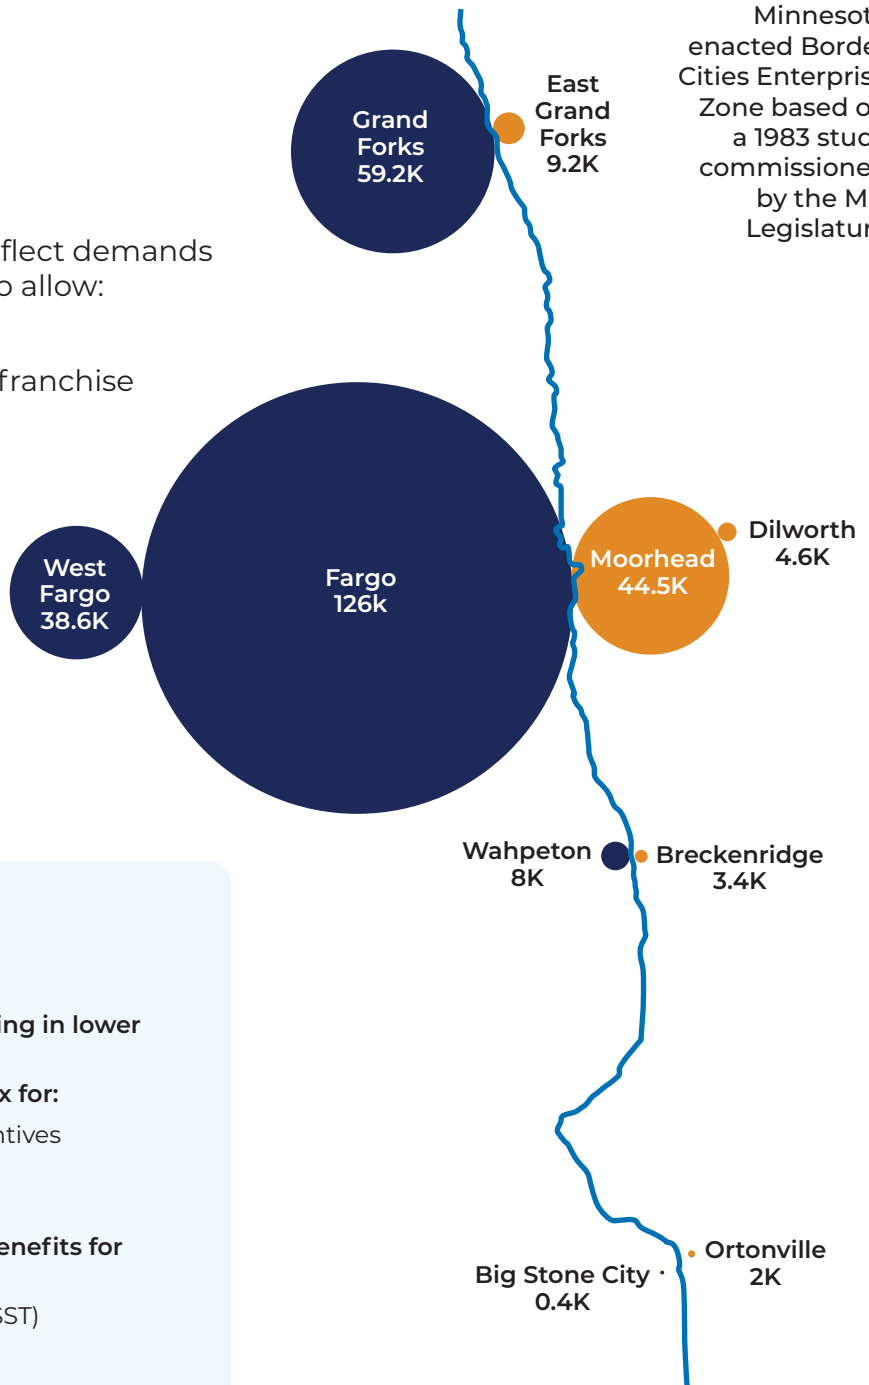 Minnesot
enacted Borde
Cities Enterpris
Zone based o
a 1983 stud
commissione
by the M
Legislatur
East
Grand
Forks
9.2K
Grand
Forks
59.2K
flect demands
o allow:
franchise
West
Fargo
38.6K
Fargo
126k
Moorhead
44.5K
Dilworth
4.6K
Wahpeton
8K
Breckenridge
3.4K
ing in lower
x for:
ntives
enefits for
SST)
Big Stone City
0.4K
Ortonville
2K